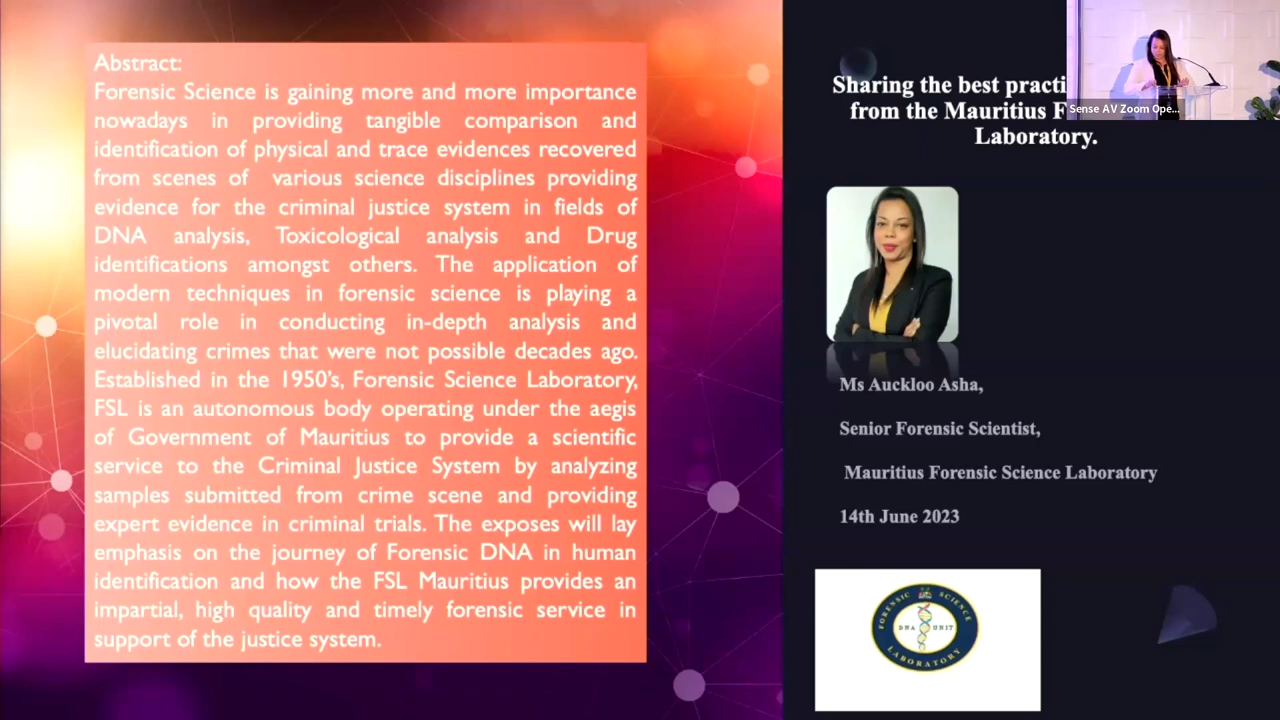 Abstract:
Forensic Science is gaining more and more importance
nowadays in providing tangible comparison and
identification of physical and trace evidences recovered
from scenes of various science disciplines providing
evidence for the criminal justice system in fields of
DNA analysis, Toxicological analysis and Drug
identifications amongst others. The application of
modern techniques in forensic science is playing a
pivotal role in conducting in-depth analysis and
elucidating crimes that were not possible decades ago.
Established in the 1950's, Forensic Science Laboratory,
FSL is an autonomous body operating under the aegis
of Government of Mauritius to provide a scientific
service to the Criminal Justice System by analyzing
samples submitted from crime scene and providing
expert evidence in criminal trials. The exposes will lay
emphasis on the journey of Forensic DNA in human
identification and how the FSL Mauritius provides an
impartial, high quality and timely forensic service in
support of the justice system.
Sharing the best practi
from the Mauritius F
Laboratory.
Sense AV Zoom Ope...
Ms Auckloo Asha,
Senior Forensic Scientist,
Mauritius Forensic Science Laboratory
14th June 2023
FORENSIC SCIENCE
DNA UNIT
LABORATORY